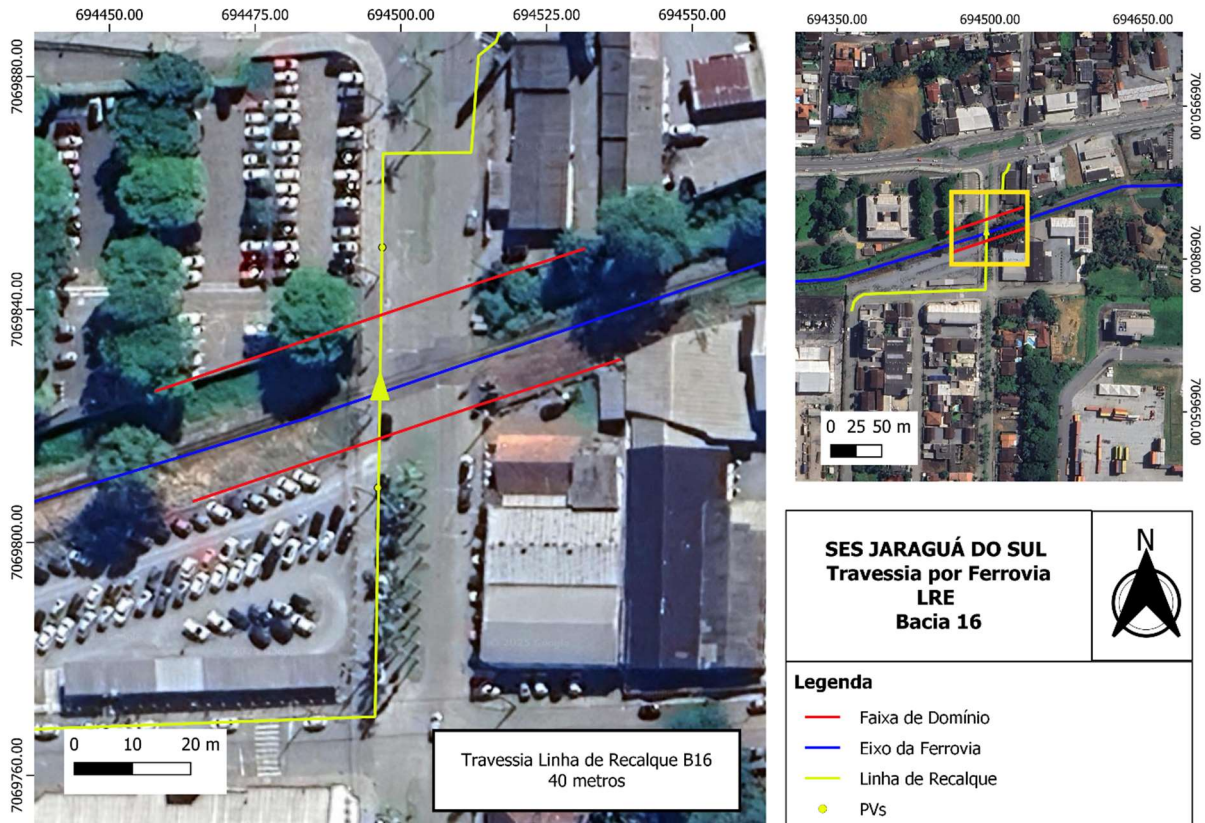 694450.00 694475.00 694500.00 694525.00 694550.00
7069880.00
7069840.00
7069800.00
7069760.00
0 10 20 m
Travessia Linha de Recalque B16
40 metros
694350.00 694500.00 694650.00
7069950.00
7069800.00
7069650.00
0 25 50 m
SES JARAGUÁ DO SUL
Travessia por Ferrovia
LRE
Bacia 16
N
Legenda
Faixa de Domínio
Eixo da Ferrovia
Linha de Recalque
PVs